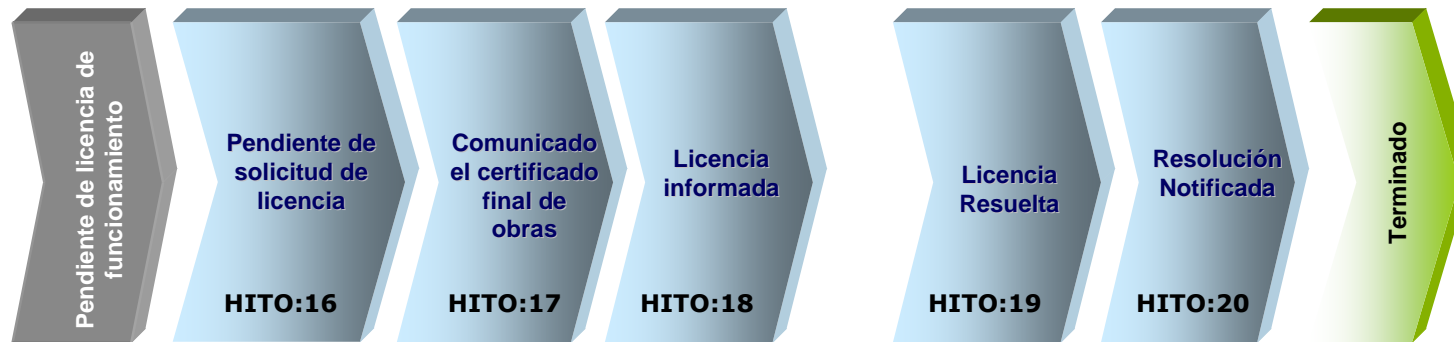 Pendiente de licencia de
funcionamiento
Pendiente de
solicitud de
licencia
HITO:16
Comunicado
el certificado
final de
obras
HITO:17
Licencia
informada
HITO:18
Licencia
Resuelta
HITO:19
Resolución
Notificada
HITO:20
Terminado